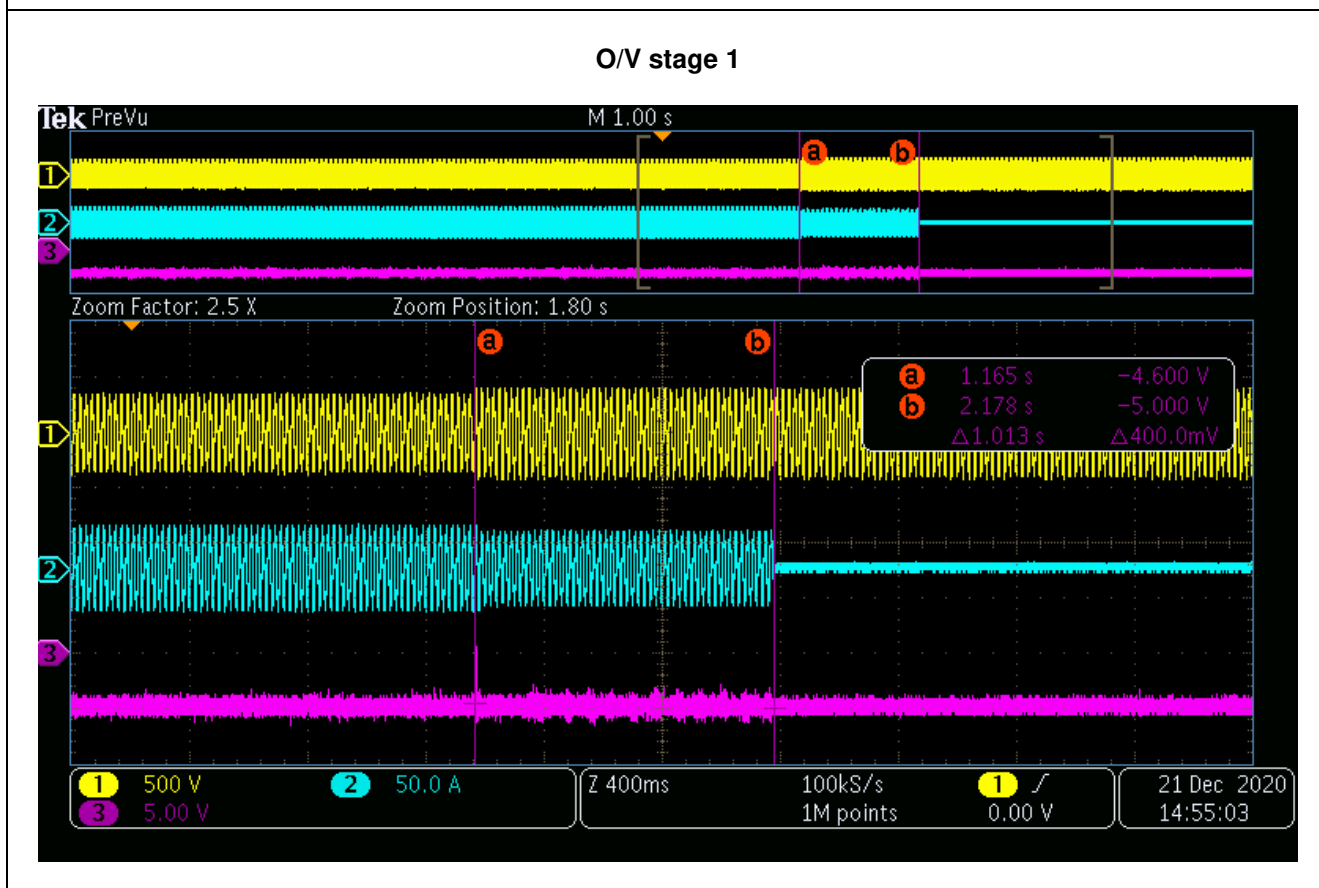 O/V stage 1
Tek PreVu M 1.00 s
a b
1
2
3
Zoom Factor: 2.5 X Zoom Position: 1.80 s
a b
a 1.165 s -4.600 V
b 2.178 s -5.000 V
△1.013 s △400.0mV
1
2
3
1 500 V 2 50.0 A Z 400ms 100kS/s 1 21 Dec 2020
3 5.00 V 1M points 0.00 V 14:55:03